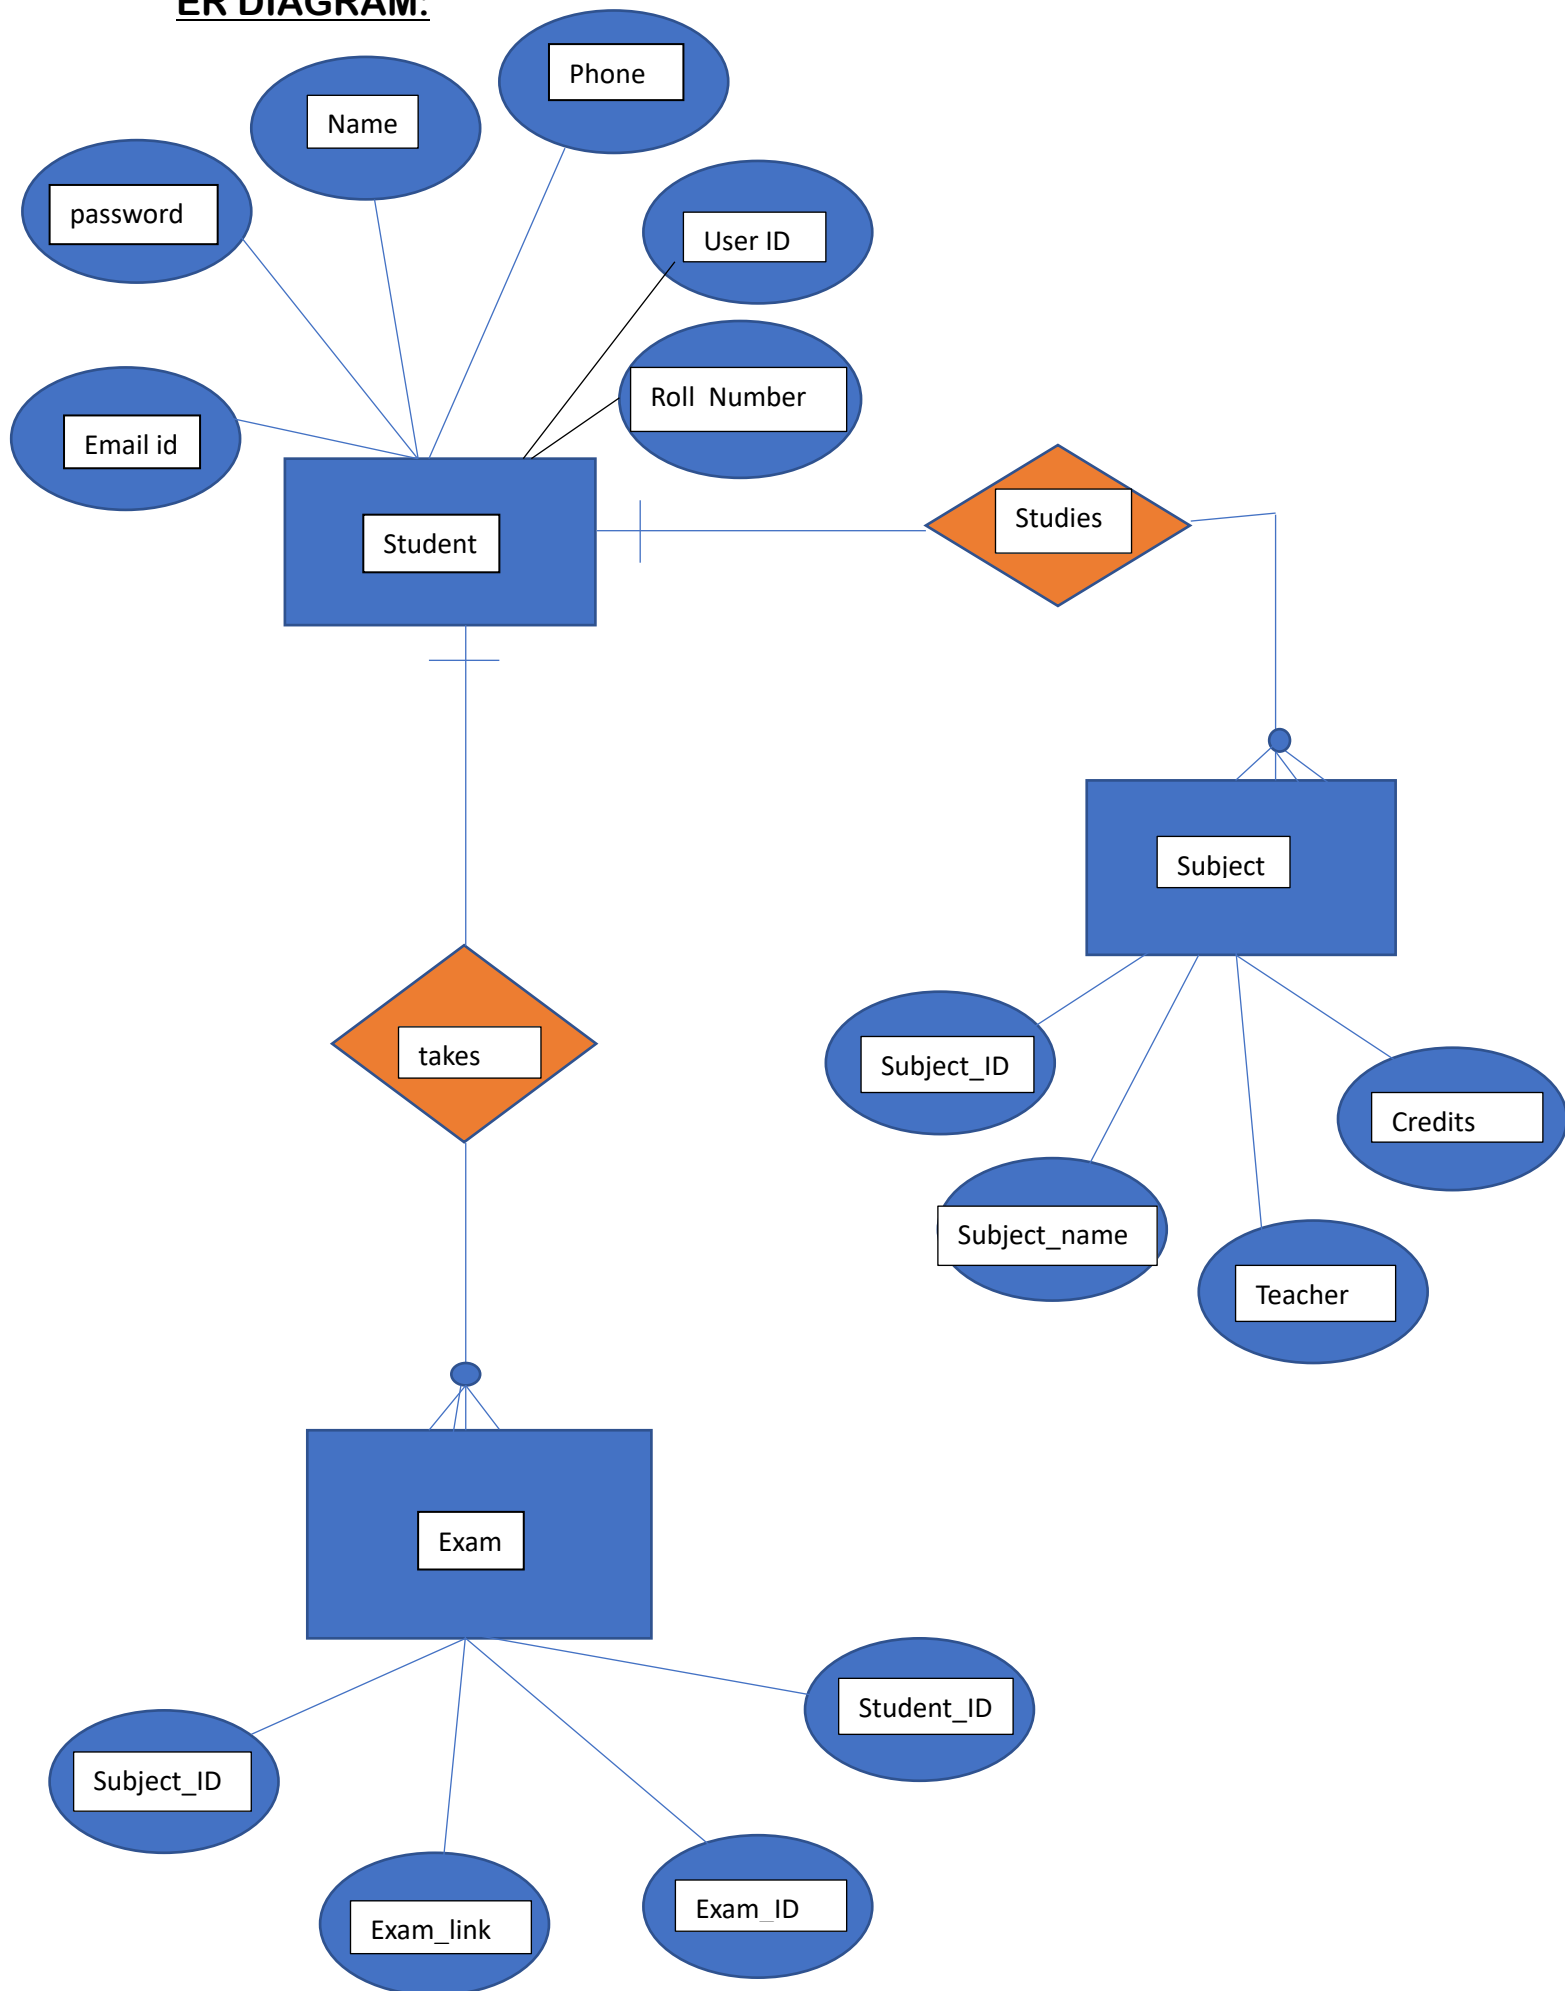 ER DIAGRAM:
Phone
Name
password
User ID
Roll  Number
Email id
Studies
Student
Subject
takes
Subject_ID
Credits
Subject_name
Teacher
Exam
Student_ID
Subject_ID
Exam_ID
Exam_link